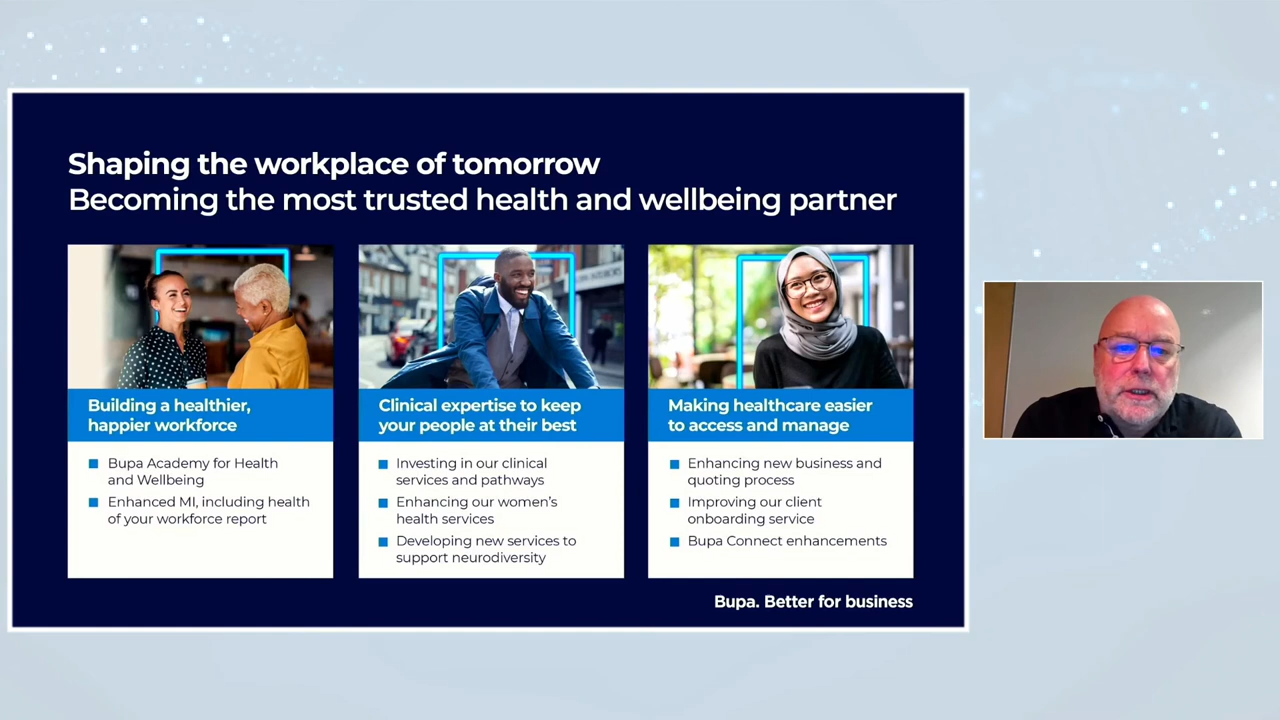 Shaping the workplace of tomorrow
Becoming the most trusted health and wellbeing partner
Building a healthier,
happier workforce
Bupa Academy for Health
and Wellbeing
Enhanced MI, including health
of your workforce report
Clinical expertise to keep
your people at their best
Investing in our clinical
services and pathways
Enhancing our women's
health services
Developing new services to
support neurodiversity
Making healthcare easier
to access and manage
Enhancing new business and
quoting process
Improving our client
onboarding service
Bupa Connect enhancements
Bupa. Better for business